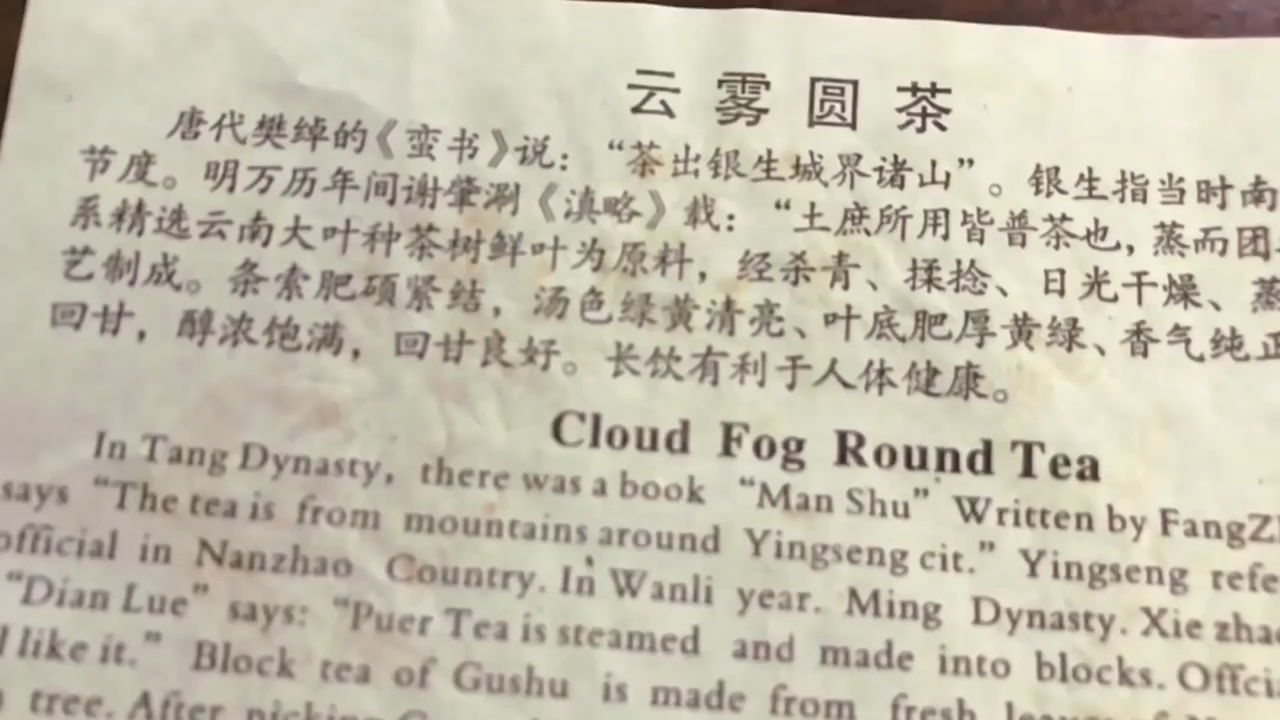 云雾圆茶
唐代樊绰的《蛮书》说：“茶出银生城界诸山”。银生指当时南
节度。明万历年间谢肇淛《滇略》载：“土庶所用皆普茶也，蒸而团
系精选云南大叶种茶树鲜叶为原料，经杀青、揉捻、日光干燥、蒸
艺制成。条索肥硕紧结，汤色绿黄清亮、叶底肥厚黄绿、香气纯正
回甘，醇浓饱满，回甘良好。长饮有利于人体健康。
Cloud Fog Round Tea
In Tang Dynasty, there was a book “Man Shu” Written by FangZ
says “The tea is from mountains around Yingseng cit.” Yingseng refe
official in Nanzhao Country. In Wanli year. Ming Dynasty. Xie zha
“Dian Lue” says: “Puer Tea is steamed and made into blocks. Offci
like it.” Block tea of Gushu is made from fresh
tree. After